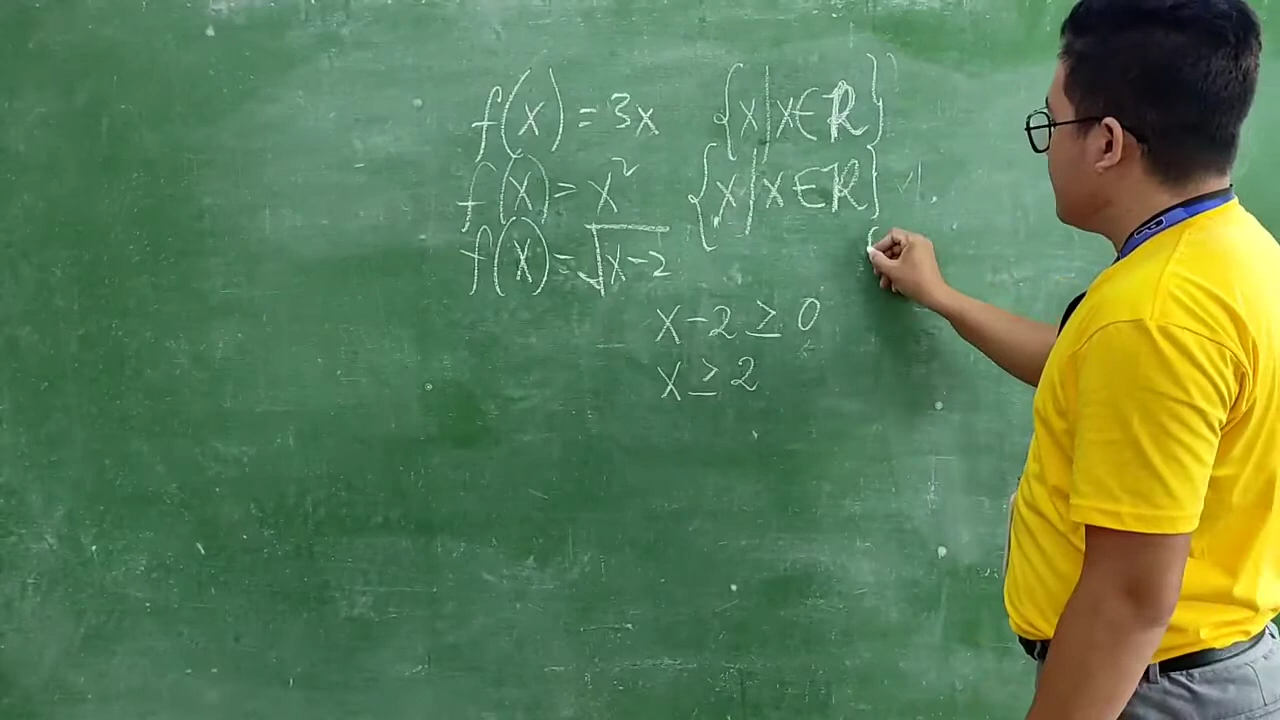 f(x) = 3x {x|x∈ℝ}
f(x) = x² {x|x∈ℝ}
f(x) = √x-2 {
x-2 ≥ 0
x ≥ 2